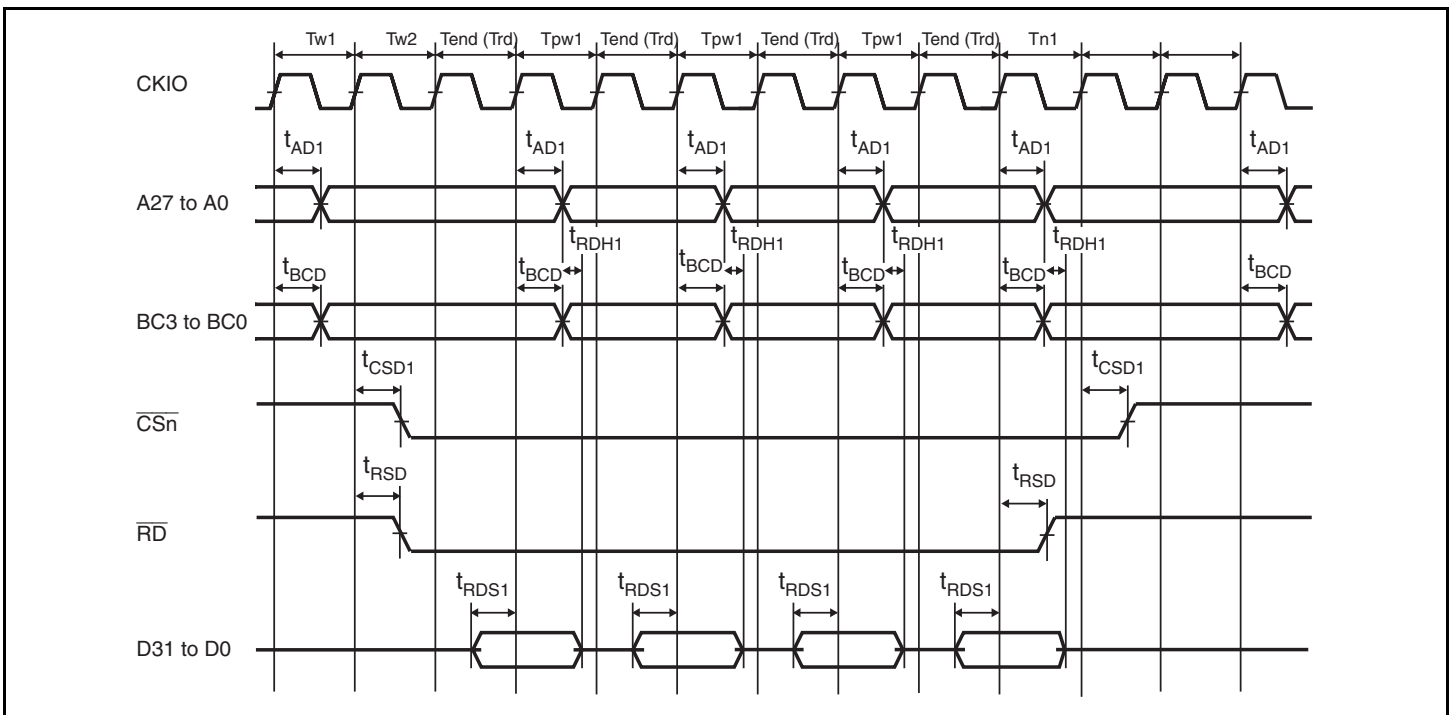 Tw1 Tw2 Tend (Trd) Tpw1 Tend (Trd) Tpw1 Tend (Trd) Tpw1 Tend (Trd) Tn1
CKIO
tAD1 tAD1 tAD1 tAD1 tAD1 tAD1
A27 to A0
tRDH1 tRDH1 tRDH1 tRDH1
tBCD tBCD tBCD tBCD tBCD tBCD
BC3 to BC0
tCSD1 tCSD1
CSn
tRSD tRSD
RD
tRDS1 tRDS1 tRDS1 tRDS1
D31 to D0